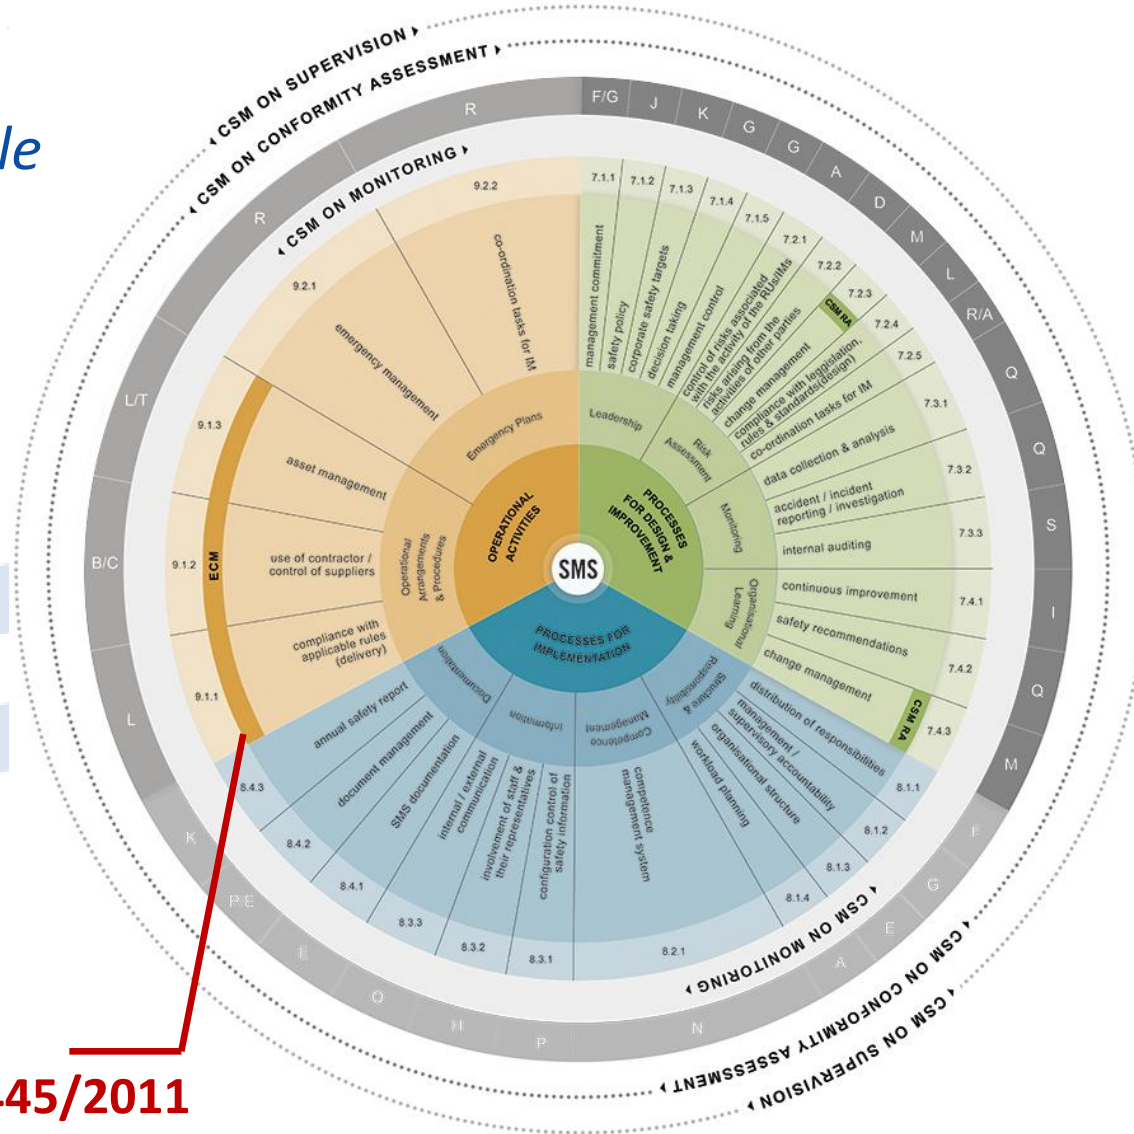 le
CSM ON SUPERVISION
CSM ON CONFORMITY ASSESSMENT
CSM ON MONITORING
R
F/G
J
K
G
G
A
D
M
L
R/A
Q
Q
S
I
Q
M
F
G
E
A
N
P
H
O
E
P E
K
L
B/C
L/T
R
7.1.1
7.1.2
7.1.3
7.1.4
7.1.5
7.2.1
7.2.2
7.2.3
7.2.4
7.2.5
7.3.1
7.3.2
7.3.3
7.4.1
7.4.2
7.4.3
management commitment
safety policy
corporate safety targets
decision taking
management control
control of risks associated
with the activity of the RUs/IMs
risks arising from the
activities of other parties
CSM RA
change management
compliance with leggislation,
rules & standards(design)
co-ordination tasks for IM
data collection & analysis
accident / incident
reporting / investigation
internal auditing
continuous improvement
safety recommendations
change management
CSM RA
Leadership
Risk
Assessment
Monitoring
Organisational
Learning
PROCESSES
FOR DESIGN &
IMPROVEMENT
SMS
OPERATIONAL
ACTIVITIES
PROCESSES FOR
IMPLEMENTATION
Structure &
Responsibility
Competence
Management
Information
Documentation
distribution of responsibilities
management /
supervisory accountability
organisational structure
workload planning
competence
management system
configuration control of
safety information
involvement of staff &
their representatives
internal / external
communication
SMS documentation
document management
annual safety report
8.1.1
8.1.2
8.1.3
8.1.4
8.2.1
8.3.1
8.3.2
8.3.3
8.4.1
8.4.2
8.4.3
Operational
Arrangements
& Procedures
Emergency Plans
compliance with
applicable rules
(delivery)
use of contractor /
control of suppliers
asset management
emergency management
co-ordination tasks for IM
9.1.1
9.1.2
9.1.3
9.2.1
9.2.2
ECM
CSM ON MONITORING
CSM ON CONFORMITY ASSESSMENT
CSM ON SUPERVISION
445/2011